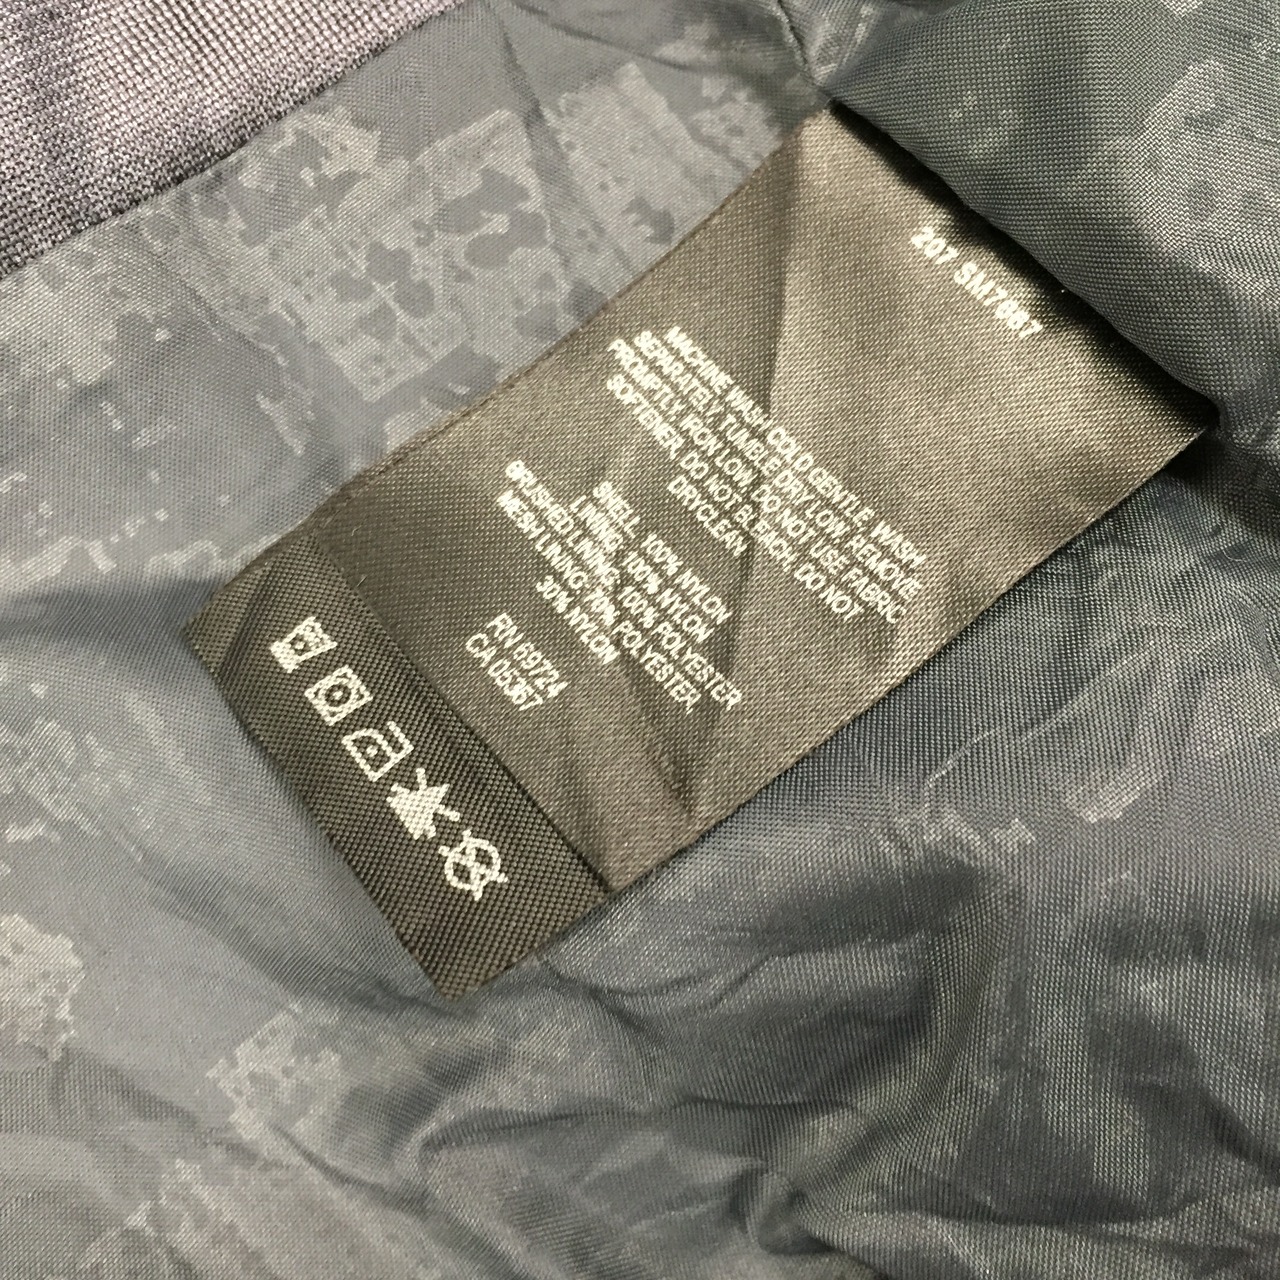 207 SM7667
MACHINE WASH COLD GENTLE WASH
SEPARATELY, TUMBLE DRY LOW, REMOVE
PROMPTLY, IRON LOW, DO NOT USE FABRIC
SOFTENER, DO NOT BLEACH, DO NOT
DRYCLEAN
SHELL: 100% NYLON
LINING: 100% NYLON
BRUSHED LINING: 100% POLYESTER
MESH LINING: 70% POLYESTER
30% NYLON
RN 69724
CA 05367